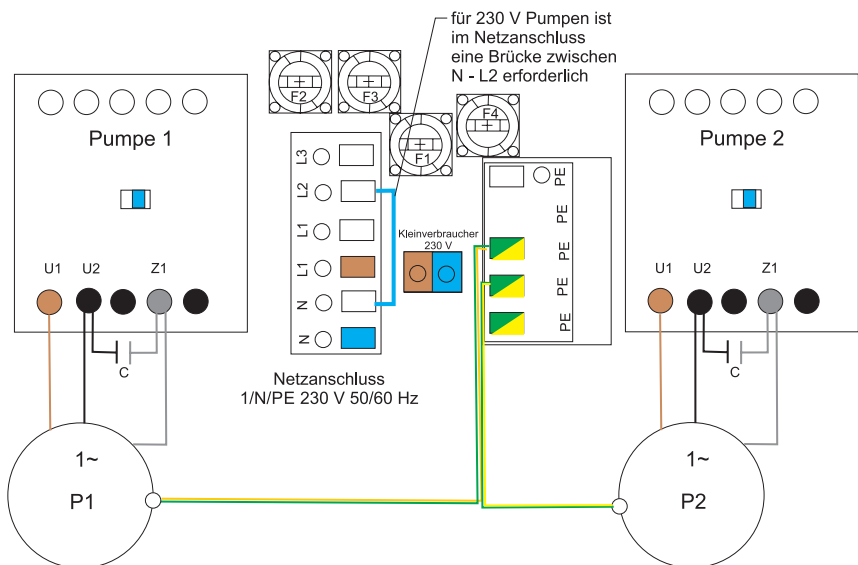 für 230 V Pumpen ist
im Netzanschluss
eine Brücke zwischen
N - L2 erforderlich
F2
F3
F1
F4
Pumpe 1
U1 U2 Z1
C
1~
P1
L3
L2
L1
L1
N
N
Netzanschluss
1/N/PE 230 V 50/60 Hz
Kleinverbraucher
230 V
PE
PE
PE
PE
PE
Pumpe 2
U1 U2 Z1
C
1~
P2